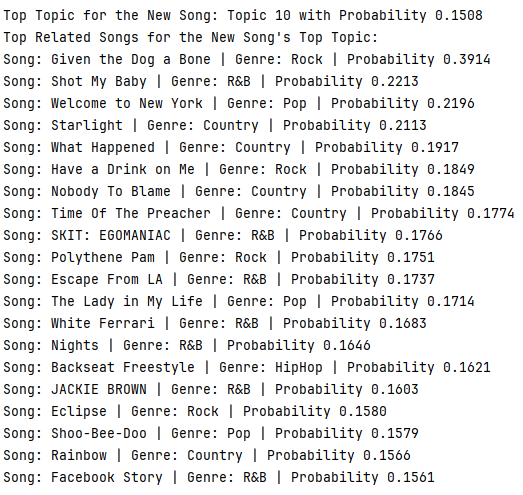 Top Topic for the New Song: Topic 10 with Probability 0.1508
Top Related Songs for the New Song's Top Topic:
Song: Given the Dog a Bone | Genre: Rock | Probability 0.3914
Song: Shot My Baby | Genre: R&B | Probability 0.2213
Song: Welcome to New York | Genre: Pop | Probability 0.2196
Song: Starlight | Genre: Country | Probability 0.2113
Song: What Happened | Genre: Country | Probability 0.1917
Song: Have a Drink on Me | Genre: Rock | Probability 0.1849
Song: Nobody To Blame | Genre: Country | Probability 0.1845
Song: Time Of The Preacher | Genre: Country | Probability 0.1774
Song: SKIT: EGOMANIAC | Genre: R&B | Probability 0.1766
Song: Polythene Pam | Genre: Rock | Probability 0.1751
Song: Escape From LA | Genre: R&B | Probability 0.1737
Song: The Lady in My Life | Genre: Pop | Probability 0.1714
Song: White Ferrari | Genre: R&B | Probability 0.1683
Song: Nights | Genre: R&B | Probability 0.1646
Song: Backseat Freestyle | Genre: HipHop | Probability 0.1621
Song: JACKIE BROWN | Genre: R&B | Probability 0.1603
Song: Eclipse | Genre: Rock | Probability 0.1580
Song: Shoo-Bee-Doo | Genre: Pop | Probability 0.1579
Song: Rainbow | Genre: Country | Probability 0.1566
Song: Facebook Story | Genre: R&B | Probability 0.1561